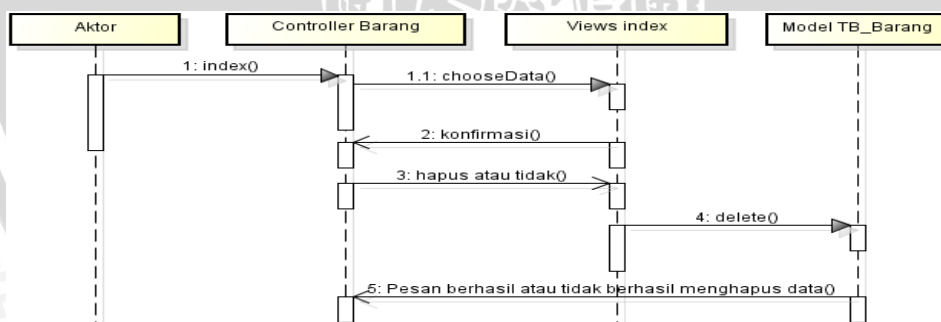 Aktor
Controller Barang
Views index
Model TB_Barang
1: index()
1.1: chooseData()
2: konfirmasi()
3: hapus atau tidak()
4: delete()
5: Pesan berhasil atau tidak berhasil menghapus data()